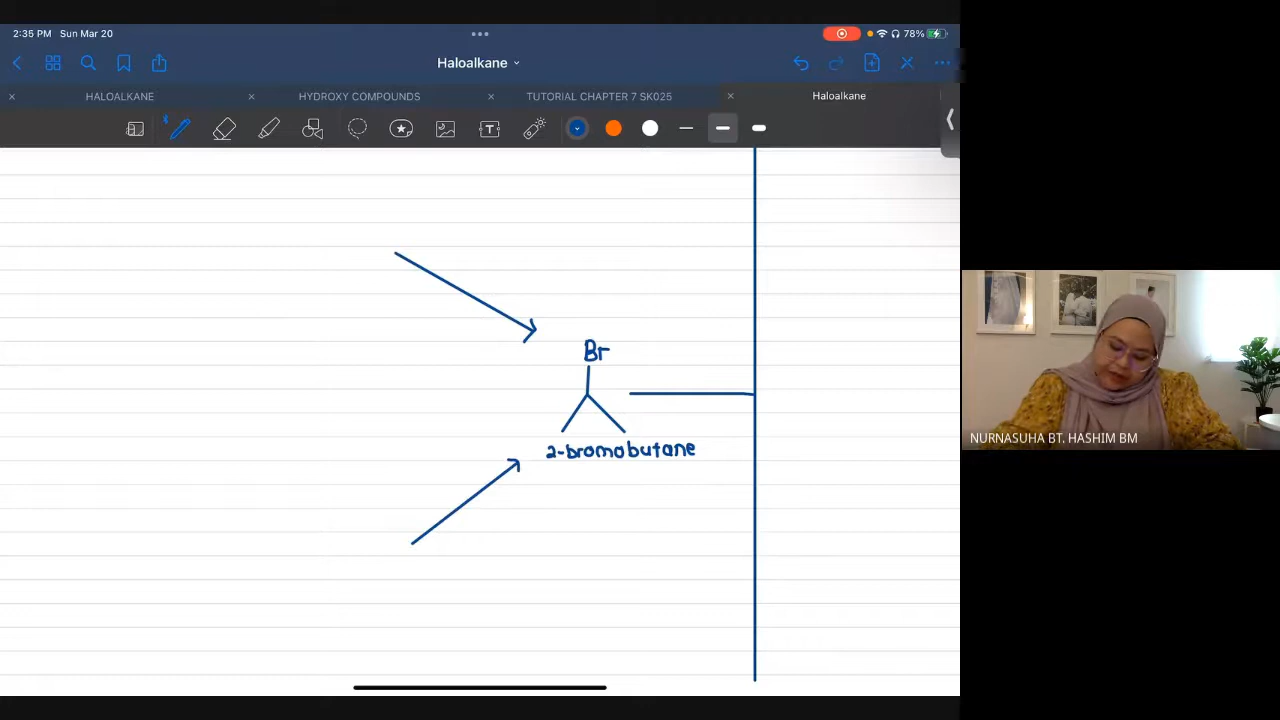 2:35 PM Sun Mar 20
78%
Haloalkane
HALOALKANE
HYDROXY COMPOUNDS
TUTORIAL CHAPTER 7 SK025
Haloalkane
T
Br
2-bromobutane
NURNASUHA BT. HASHIM BM